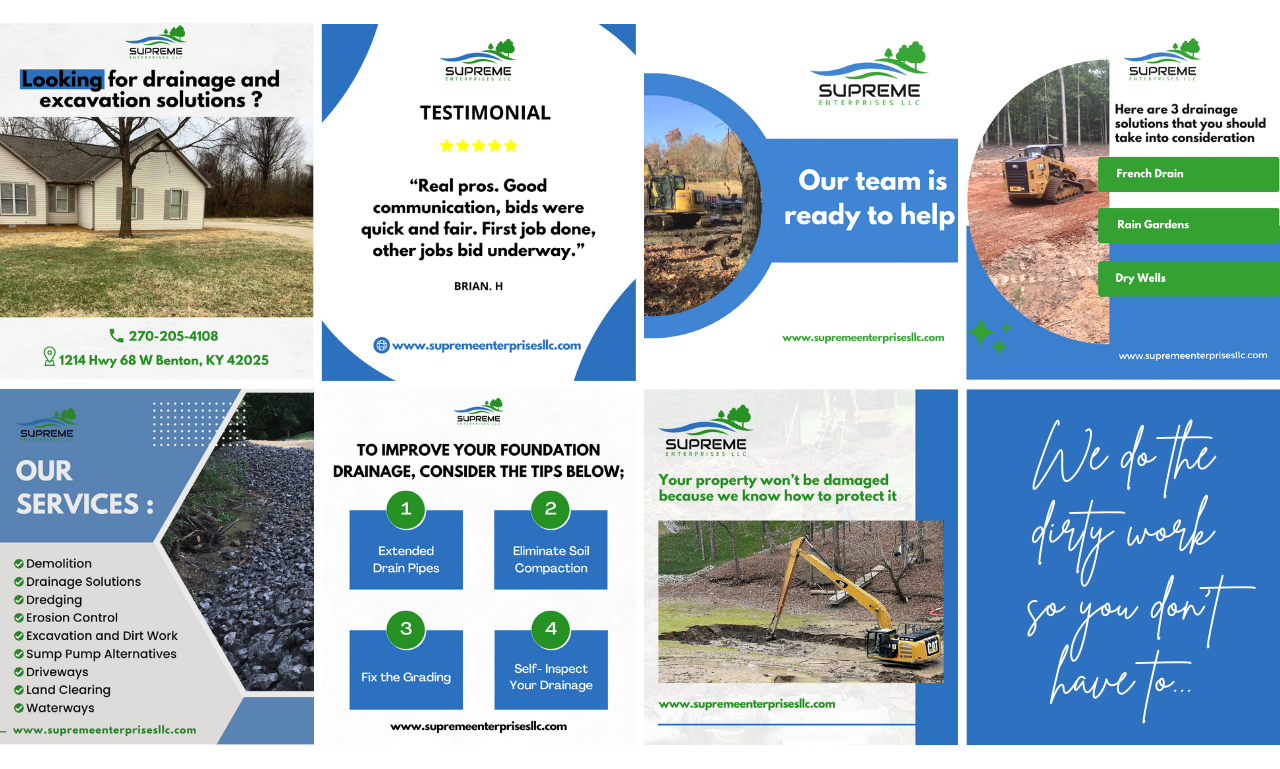 SUPREME
ENTERPRISES LLC
Looking for drainage and
excavation solutions ?
270-205-4108
1214 Hwy 68 W Benton, KY 42025
SUPREME
ENTERPRISES LLC
TESTIMONIAL
“Real pros. Good
communication, bids were
quick and fair. First job done,
other jobs bid underway.”
BRIAN. H
www.supremeenterprisesllc.com
SUPREME
ENTERPRISES LLC
Our team is
ready to help
www.supremeenterprisesllc.com
SUPREME
ENTERPRISES LLC
Here are 3 drainage
solutions that you should
take into consideration
French Drain
Rain Gardens
Dry Wells
www.supremeenterprisesllc.com
SUPREME
ENTERPRISES LLC
OUR
SERVICES :
Demolition
Drainage Solutions
Dredging
Erosion Control
Excavation and Dirt Work
Sump Pump Alternatives
Driveways
Land Clearing
Waterways
www.supremeenterprisesllc.com
SUPREME
ENTERPRISES LLC
TO IMPROVE YOUR FOUNDATION
DRAINAGE, CONSIDER THE TIPS BELOW;
1
Extended
Drain Pipes
2
Eliminate Soil
Compaction
3
Fix the Grading
4
Self- Inspect
Your Drainage
www.supremeenterprisesllc.com
SUPREME
ENTERPRISES LLC
Your property won’t be damaged
because we know how to protect it
CAT
www.supremeenterprisesllc.com
We do the
dirty work
so you don't
have to...